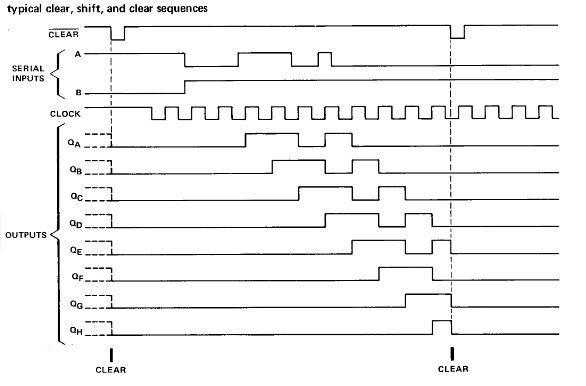 typical clear, shift, and clear sequences
CLEAR
SERIAL
INPUTS
A
B
CLOCK
OUTPUTS
QA
QB
QC
QD
QE
QF
QG
QH
CLEAR
CLEAR